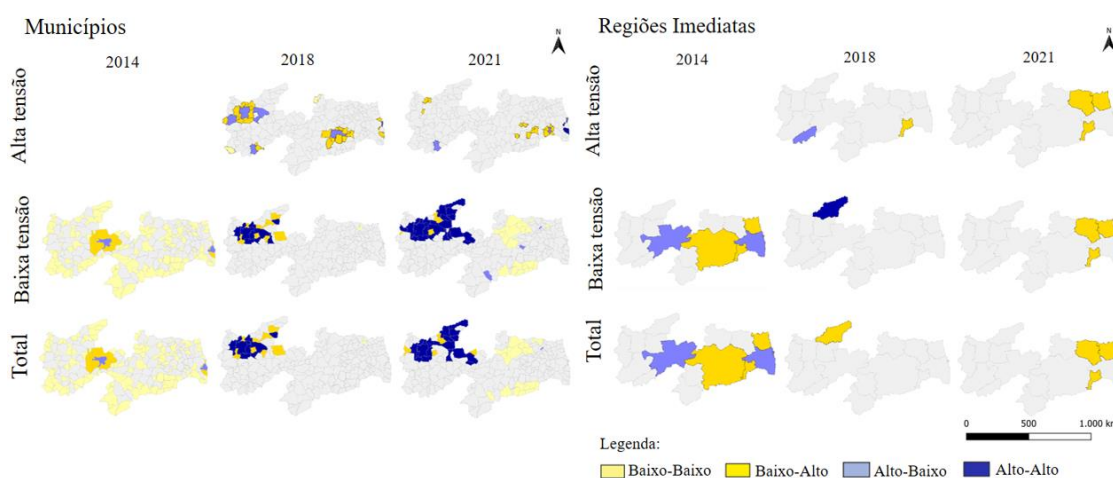 Municípios
2014
2018
2021
Alta tensão
Baixa tensão
Total
Regiões Imediatas
N
N
2014
2018
2021
Alta tensão
Baixa tensão
Total
0
500
1.000 km
Legenda:
Baixo-Baixo
Baixo-Alto
Alto-Baixo
Alto-Alto